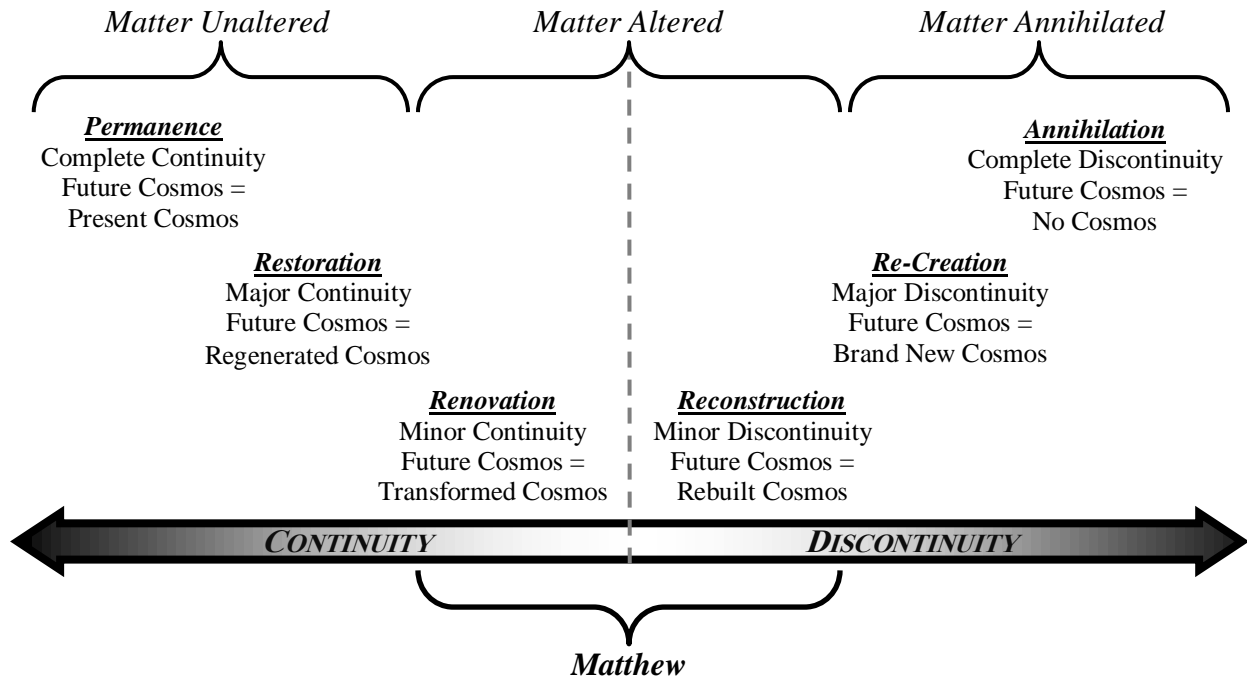 Matter Unaltered
Matter Altered
Matter Annihilated
Permanence
Complete Continuity
Future Cosmos =
Present Cosmos
Annihilation
Complete Discontinuity
Future Cosmos =
No Cosmos
Restoration
Major Continuity
Future Cosmos =
Regenerated Cosmos
Re-Creation
Major Discontinuity
Future Cosmos =
Brand New Cosmos
Renovation
Minor Continuity
Future Cosmos =
Transformed Cosmos
Reconstruction
Minor Discontinuity
Future Cosmos =
Rebuilt Cosmos
CONTINUITY
DISCONTINUITY
Matthew